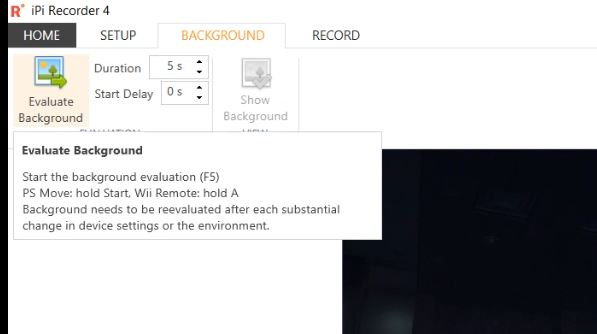 R iPi Recorder 4
HOME SETUP BACKGROUND RECORD
Duration 5 s
Start Delay 0 s
Evaluate Background
Show Background
Evaluate Background
Start the background evaluation (F5)
PS Move: hold Start, Wii Remote: hold A
Background needs to be reevaluated after each substantial
change in device settings or the environment.